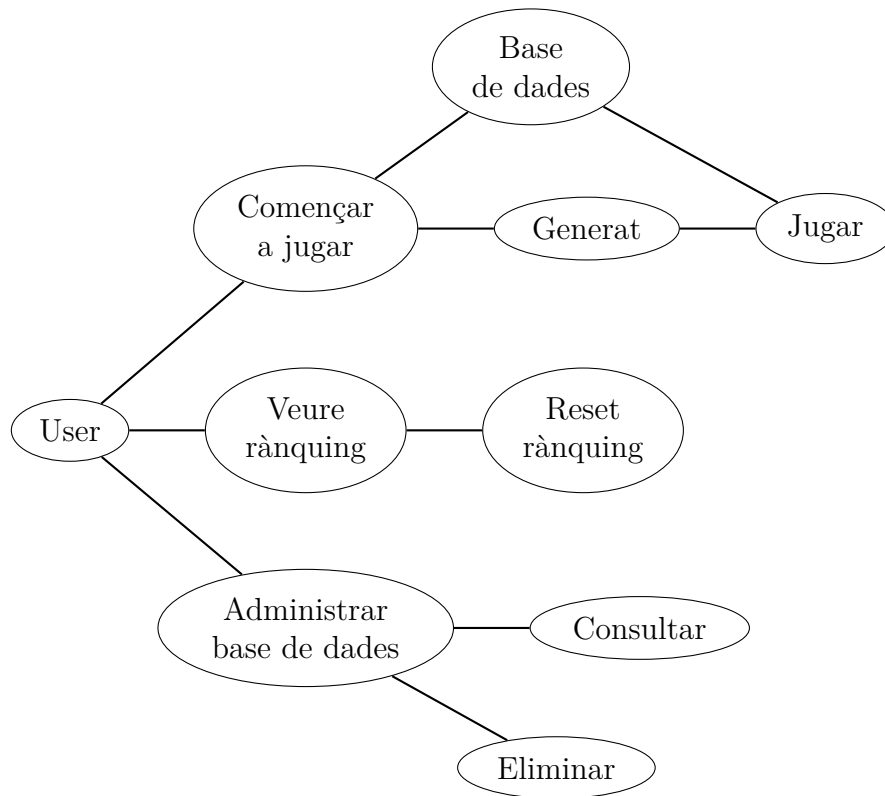 Base
de dades
Començar
a jugar
Generat
Jugar
User
Veure
rànquing
Reset
rànquing
Administrar
base de dades
Consultar
Eliminar